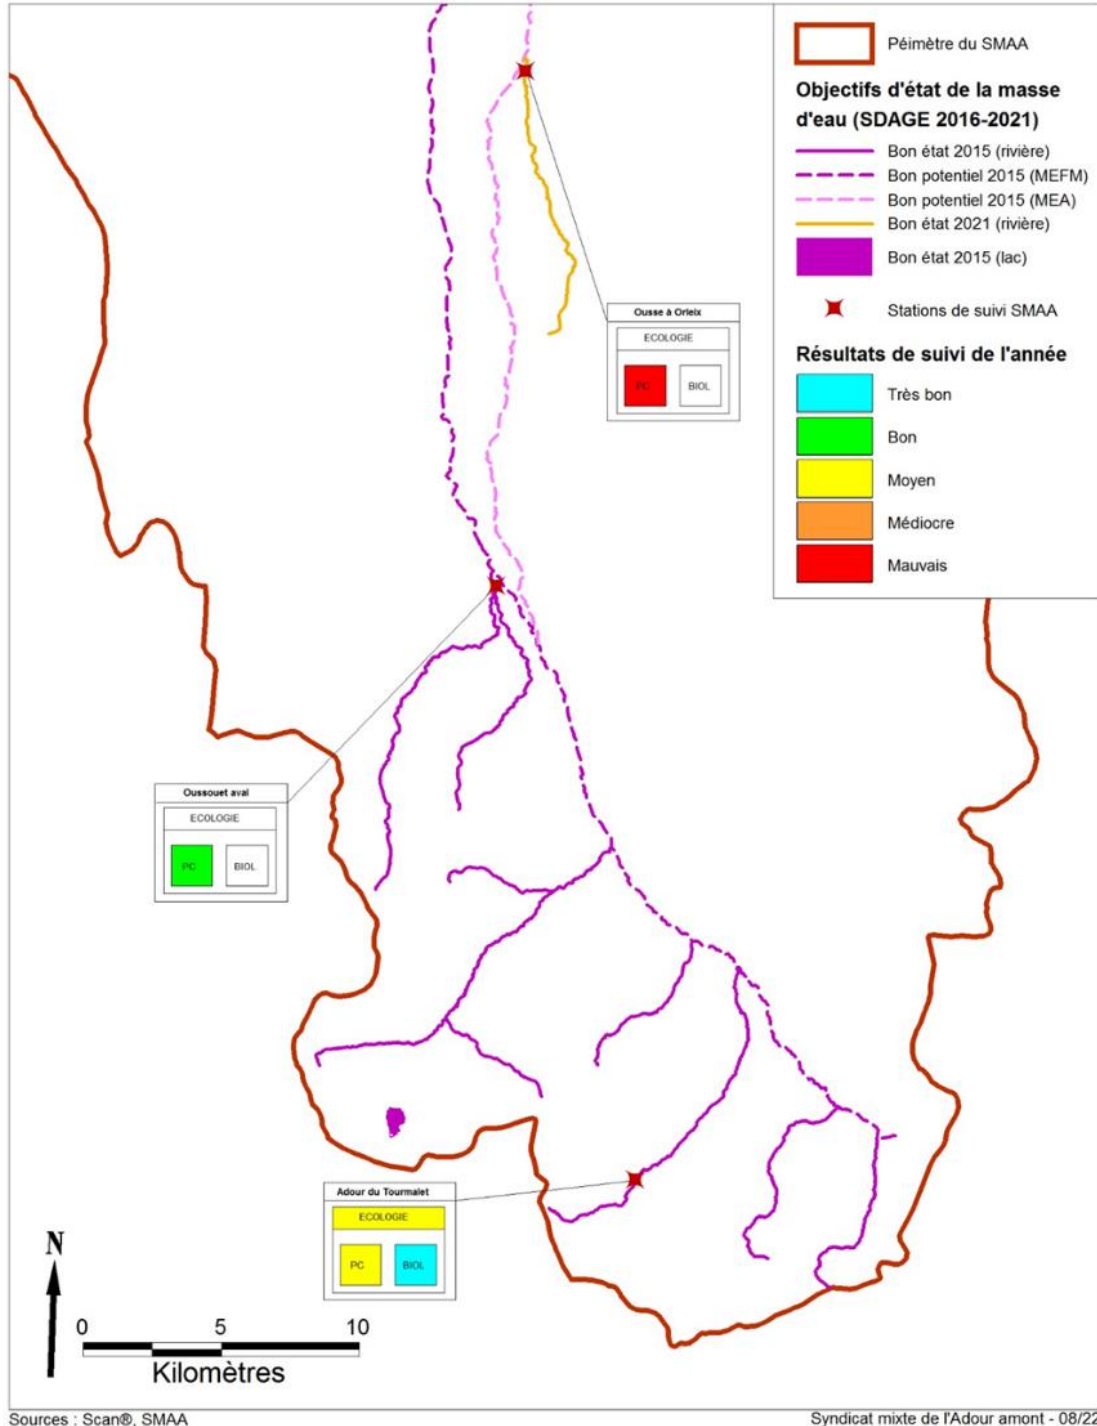 Péimètre du SMAA
Objectifs d'état de la masse
d'eau (SDAGE 2016-2021)
Bon état 2015 (rivière)
Bon potentiel 2015 (MEFM)
Bon potentiel 2015 (MEA)
Bon état 2021 (rivière)
Bon état 2015 (lac)
Stations de suivi SMAA
Résultats de suivi de l'année
Très bon
Bon
Moyen
Médiocre
Mauvais
Ousse à Orleix
ECOLOGIE
PC BIOL
Oussouet aval
ECOLOGIE
PC BIOL
Adour du Tourmalet
ECOLOGIE
PC BIOL
N
0 5 10
Kilomètres
Sources : Scan®, SMAA
Syndicat mixte de l'Adour amont - 08/22